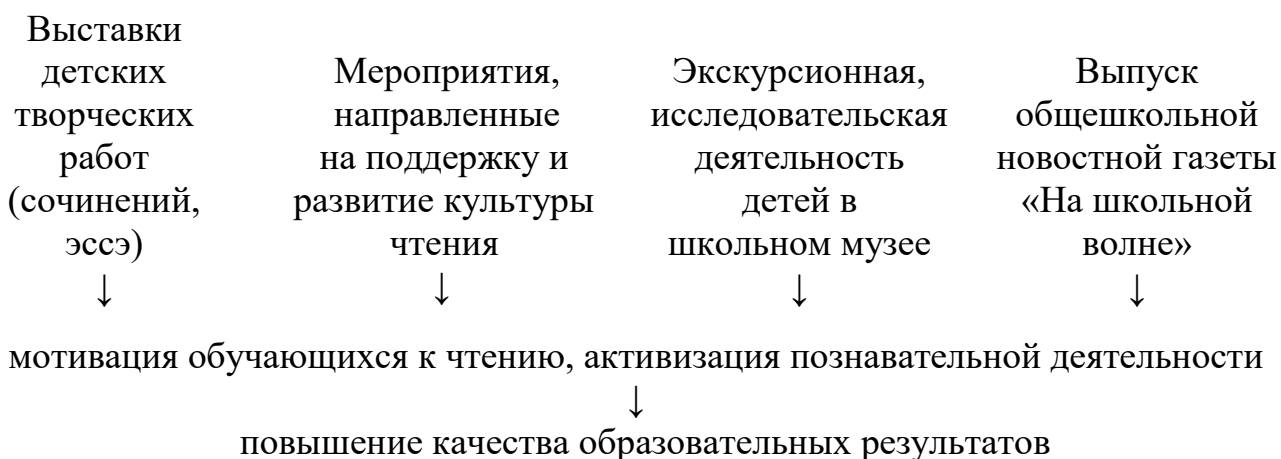 Выставки
детских
творческих
работ
(сочинений,
эссэ)
↓
Мероприятия,
направленные
на поддержку и
развитие культуры
чтения
↓
Экскурсионная,
исследовательская
деятельность
детей в
школьном музее
↓
Выпуск
общешкольной
новостной газеты
«На школьной
волне»
↓
мотивация обучающихся к чтению, активизация познавательной деятельности
↓
повышение качества образовательных результатов